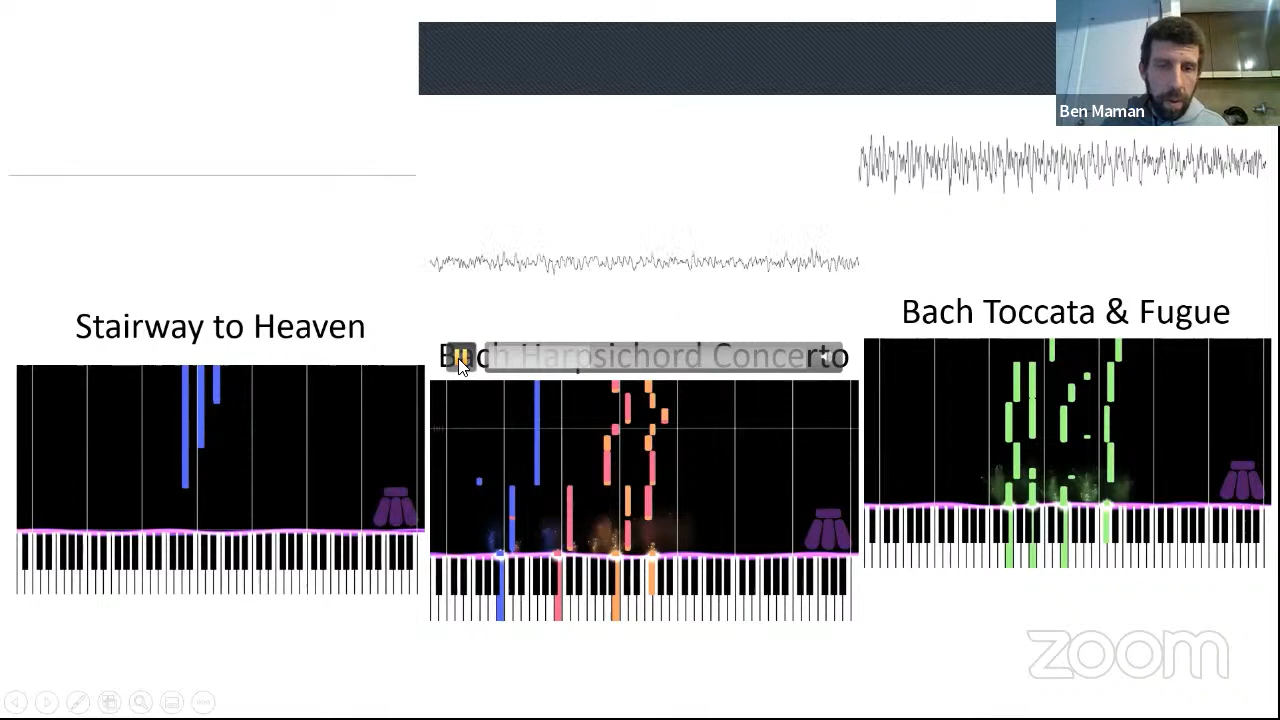 Ben Maman
Stairway to Heaven
Bach Harpsichord Concerto
Bach Toccata & Fugue
zoom